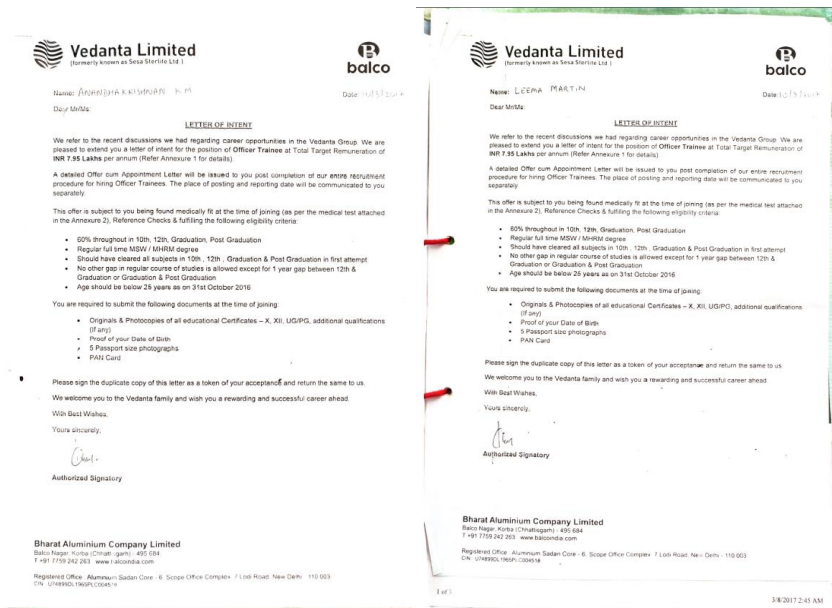 Vedanta Limited
(formerly known as Sesa Sterlite Ltd.)
balco
Name: ANANDHA KRISHNAN K M
Date:
Dear Mr/Ms:
LETTER OF INTENT
We refer to the recent discussions we had regarding career opportunities in the Vedanta Group. We are
pleased to extend you a letter of intent for the position of Officer Trainee at Total Target Remuneration of
INR 7.95 Lakhs per annum (Refer Annexure 1 for details)
A detailed Offer cum Appointment Letter will be issued to you post completion of our entire recruitment
procedure for hiring Officer Trainees. The place of posting and reporting date will be communicated to you
separately.
This offer is subject to you being found medically fit at the time of joining (as per the medical test attached
in the Annexure 2), Reference Checks & fulfilling the following eligibility criteria:
• 60% throughout in 10th, 12th, Graduation, Post Graduation
• Regular full time MSW / MHRM degree
• Should have cleared all subjects in 10th , 12th , Graduation & Post Graduation in first attempt
• No other gap in regular course of studies is allowed except for 1 year gap between 12th &
Graduation or Graduation & Post Graduation
• Age should be below 25 years as on 31st October 2016
You are required to submit the following documents at the time of joining:
• Originals & Photocopies of all educational Certificates – X, XII, UG/PG, additional qualifications
(If any)
• Proof of your Date of Birth
• 5 Passport size photographs
• PAN Card
Please sign the duplicate copy of this letter as a token of your acceptance and return the same to us.
We welcome you to the Vedanta family and wish you a rewarding and successful career ahead.
With Best Wishes,
Yours sincerely,
Authorized Signatory
Bharat Aluminium Company Limited
Balco Nagar, Korba (Chhattisgarh) - 495 684
T +91 7759 242 263 www.balcoindia.com
Registered Office : Aluminium Sadan Core - 6, Scope Office Complex, 7 Lodi Road, New Delhi - 110 003
CIN :
Vedanta Limited
(formerly known as Sesa Sterlite Ltd.)
balco
Name: LEEMA MARTIN
Date:
Dear Mr/Ms:
LETTER OF INTENT
We refer to the recent discussions we had regarding career opportunities in the Vedanta Group. We are
pleased to extend you a letter of intent for the position of Officer Trainee at Total Target Remuneration of
INR 7.95 Lakhs per annum (Refer Annexure 1 for details)
A detailed Offer cum Appointment Letter will be issued to you post completion of our entire recruitment
procedure for hiring Officer Trainees. The place of posting and reporting date will be communicated to you
separately.
This offer is subject to you being found medically fit at the time of joining (as per the medical test attached
in the Annexure 2), Reference Checks & fulfilling the following eligibility criteria:
• 60% throughout in 10th, 12th, Graduation, Post Graduation
• Regular full time MSW / MHRM degree
• Should have cleared all subjects in 10th , 12th , Graduation & Post Graduation in first attempt
• No other gap in regular course of studies is allowed except for 1 year gap between 12th &
Graduation or Graduation & Post Graduation
• Age should be below 25 years as on 31st October 2016
You are required to submit the following documents at the time of joining:
• Originals & Photocopies of all educational Certificates – X, XII, UG/PG, additional qualifications
(If any)
• Proof of your Date of Birth
• 5 Passport size photographs
• PAN Card
Please sign the duplicate copy of this letter as a token of your acceptance and return the same to us.
We welcome you to the Vedanta family and wish you a rewarding and successful career ahead
With Best Wishes,
Yours sincerely,
Authorized Signatory
Bharat Aluminium Company Limited
Balco Nagar, Korba (Chhattisgarh) - 495 684
T +91 7759 242 263 www.balcoindia.com
Registered Office : Aluminium Sadan Core - 6, Scope Office Complex, 7 Lodi Road, New Delhi - 110 003
CIN :
1 of 3
3/8/2017 2:45 AM